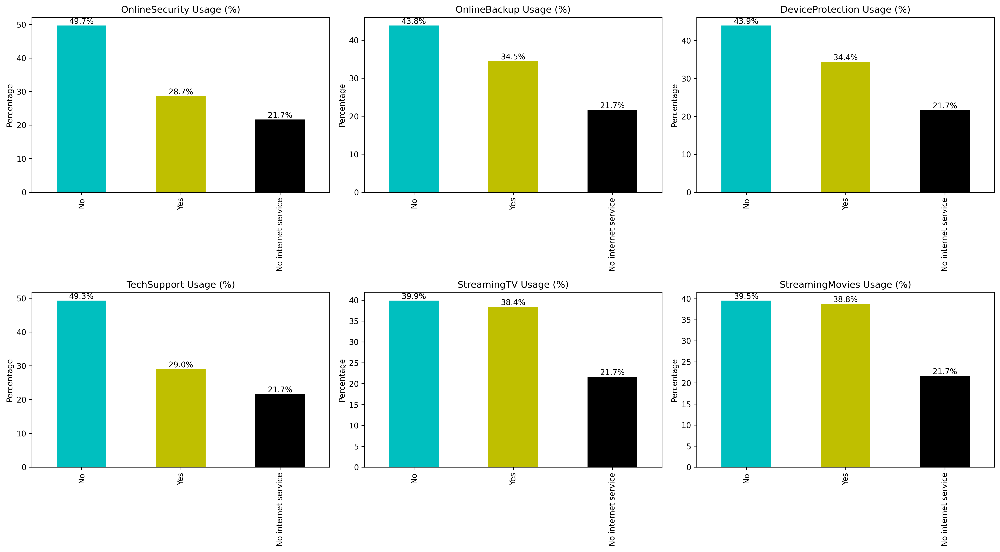 OnlineSecurity Usage (%)
Percentage
50
40
30
20
10
0
49.7%
28.7%
21.7%
No
Yes
No internet service
OnlineBackup Usage (%)
Percentage
40
30
20
10
0
43.8%
34.5%
21.7%
No
Yes
No internet service
DeviceProtection Usage (%)
Percentage
40
30
20
10
0
43.9%
34.4%
21.7%
No
Yes
No internet service
TechSupport Usage (%)
Percentage
50
40
30
20
10
0
49.3%
29.0%
21.7%
No
Yes
No internet service
StreamingTV Usage (%)
Percentage
40
35
30
25
20
15
10
5
0
39.9%
38.4%
21.7%
No
Yes
No internet service
StreamingMovies Usage (%)
Percentage
40
35
30
25
20
15
10
5
0
39.5%
38.8%
21.7%
No
Yes
No internet service